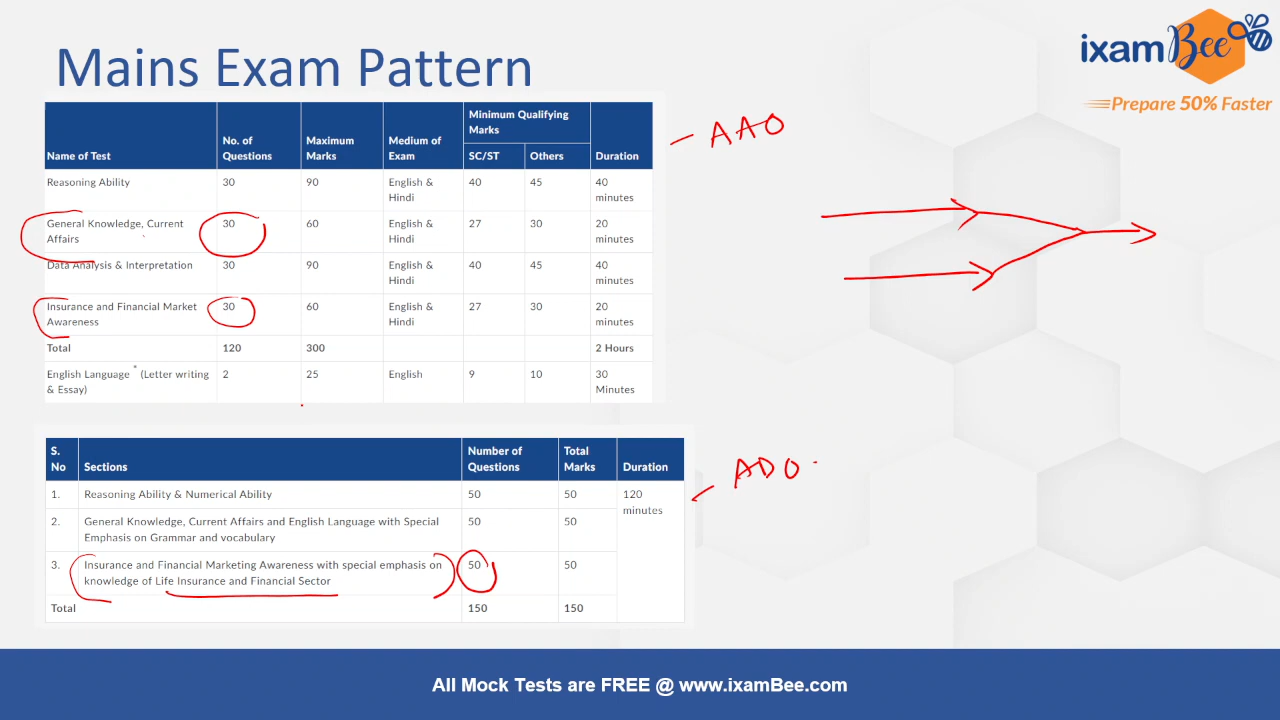 Mains Exam Pattern
ixamBee
Prepare 50% Faster
Name of Test No. of Questions Maximum Marks Medium of Exam Minimum Qualifying Marks SC/ST Others Duration
Reasoning Ability 30 90 English & Hindi 40 45 40 minutes
General Knowledge, Current Affairs 30 60 English & Hindi 27 30 20 minutes
Data Analysis & Interpretation 30 90 English & Hindi 40 45 40 minutes
Insurance and Financial Market Awareness 30 60 English & Hindi 27 30 20 minutes
Total 120 300 2 Hours
English Language * (Letter writing & Essay) 2 25 English 9 10 30 Minutes
- AAO
S. No Sections Number of Questions Total Marks Duration
1. Reasoning Ability & Numerical Ability 50 50 120 minutes
2. General Knowledge, Current Affairs and English Language with Special Emphasis on Grammar and vocabulary 50 50
3. Insurance and Financial Marketing Awareness with special emphasis on knowledge of Life Insurance and Financial Sector 50 50
Total 150 150
- ADO
All Mock Tests are FREE @ www.ixamBee.com